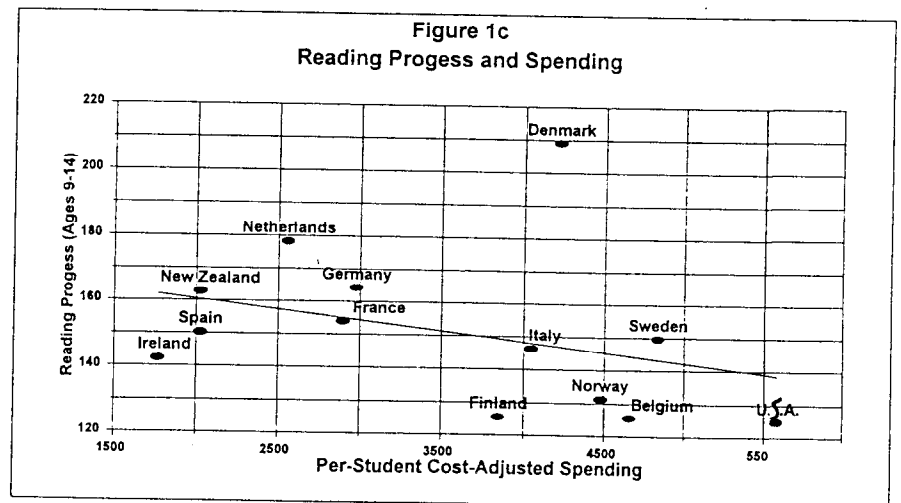 Figure 1c
Reading Progess and Spending
Reading Progess (Ages 9-14)
220
200
180
160
140
120
Denmark
Netherlands
New Zealand
Germany
Spain
France
Ireland
Italy
Sweden
Finland
Norway
Belgium
U.S.A.
1500
2500
3500
4500
550
Per-Student Cost-Adjusted Spending